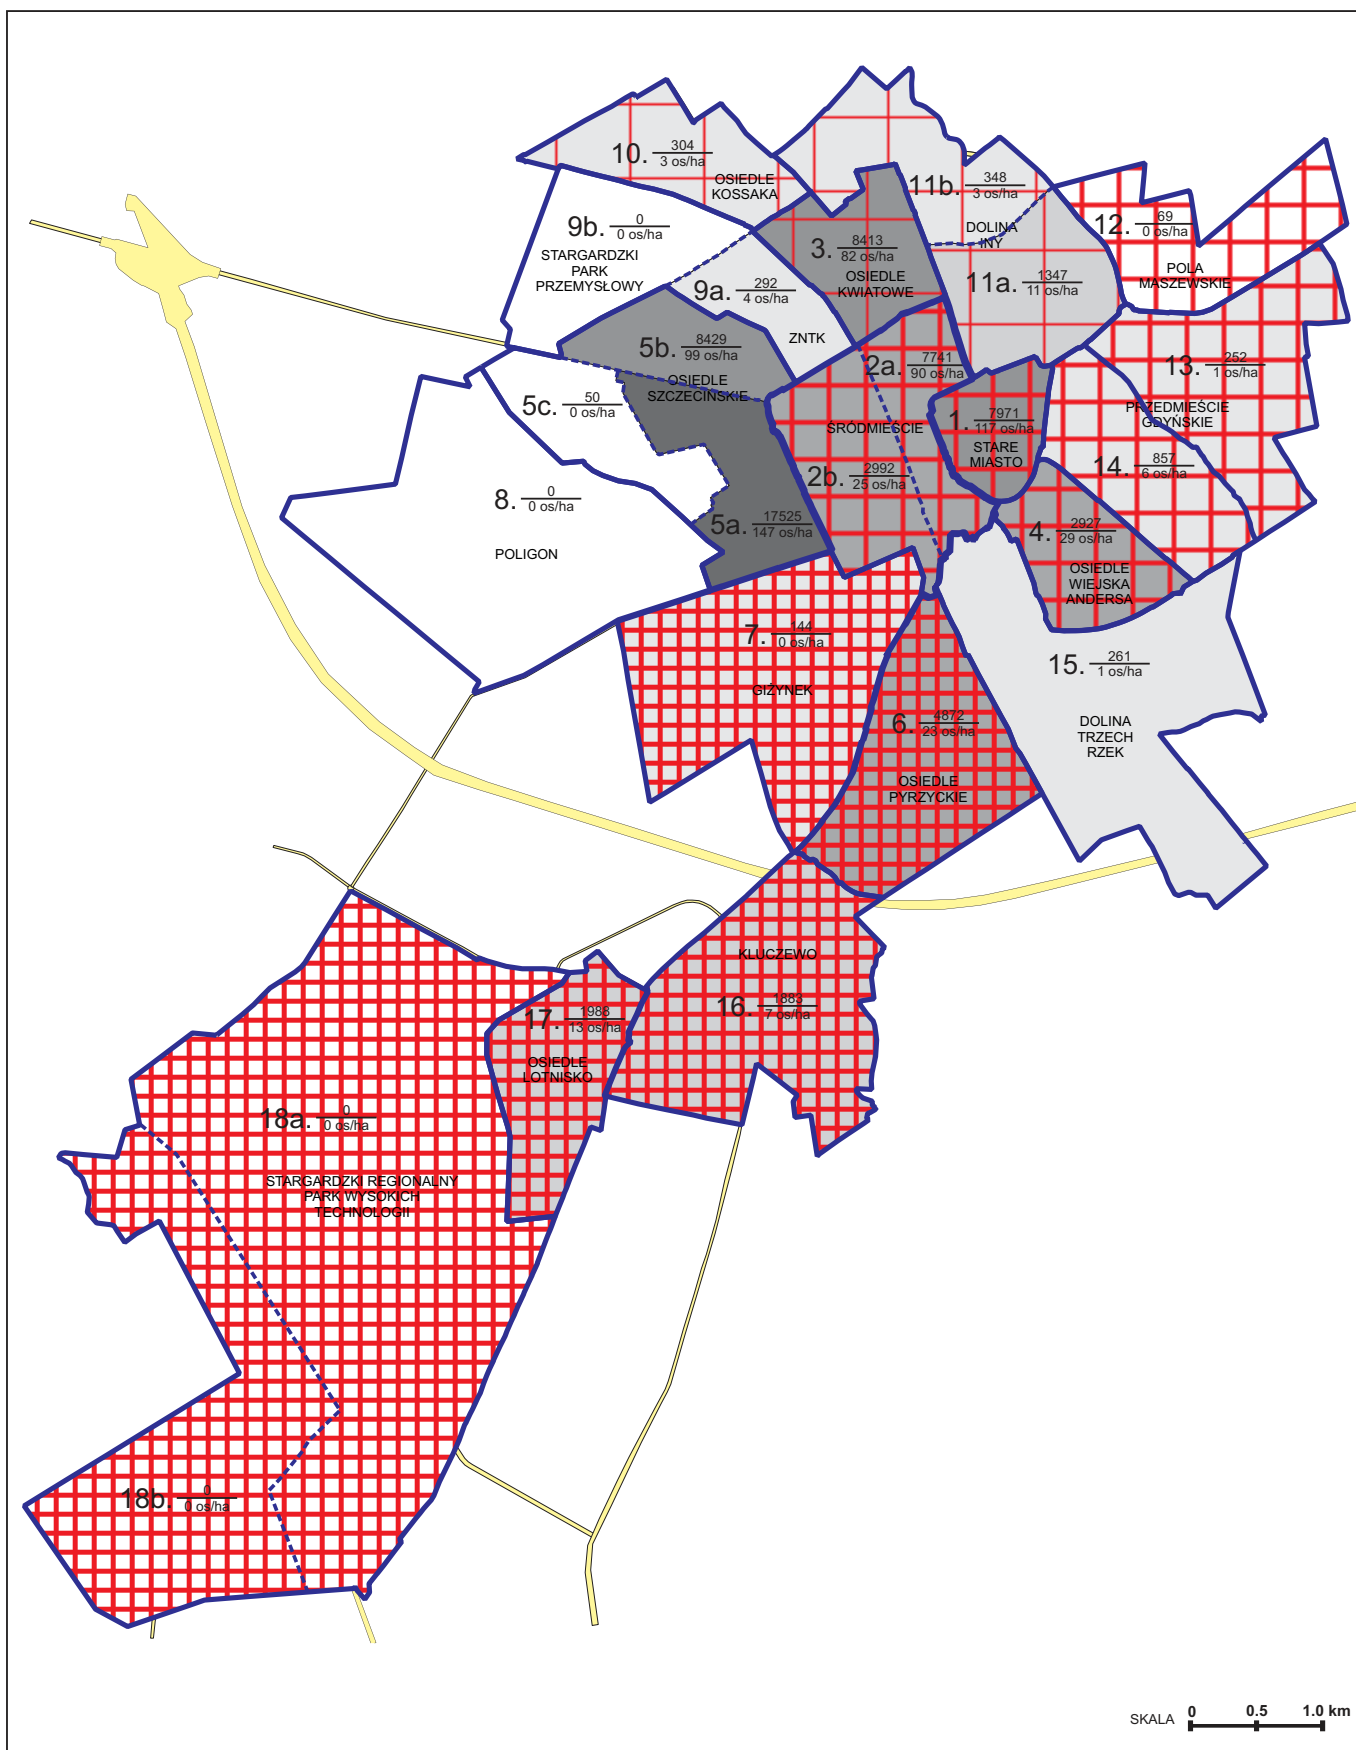 10. 304
3 os/ha
OSIEDLE
KOSSAKA
11b. 348
3 os/ha
DOLINA
INY
12. 69
0 os/ha
POLA
MASZEWSKIE
9b. 0
0 os/ha
STARGARDZKI
PARK
PRZEMYSŁOWY
3. 8413
82 os/ha
OSIEDLE
KWIATOWE
9a. 292
4 os/ha
ZNTK
11a. 1347
11 os/ha
5b. 8429
99 os/ha
OSIEDLE
SZCZECIŃSKIE
2a. 7741
90 os/ha
13. 252
1 os/ha
PRZEDMIEŚCIE
GDYŃSKIE
5c. 50
0 os/ha
ŚRÓDMIEŚCIE
1. 7971
117 os/ha
STARE
MIASTO
2b. 2992
25 os/ha
14. 857
6 os/ha
8. 0
0 os/ha
POLIGON
5a. 17525
147 os/ha
4. 2927
29 os/ha
OSIEDLE
WIEJSKA
ANDERSA
7. 144
0 os/ha
GIŻYNEK
15. 261
1 os/ha
DOLINA
TRZECH
RZEK
6. 4872
23 os/ha
OSIEDLE
PYRZYCKIE
KLUCZEWO
16. 1883
7 os/ha
17. 1988
13 os/ha
OSIEDLE
LOTNISKO
18a. 0
0 os/ha
STARGARDZKI REGIONALNY
PARK WYSOKICH
TECHNOLOGII
18b. 0
0 os/ha
SKALA 0 0.5 1.0 km